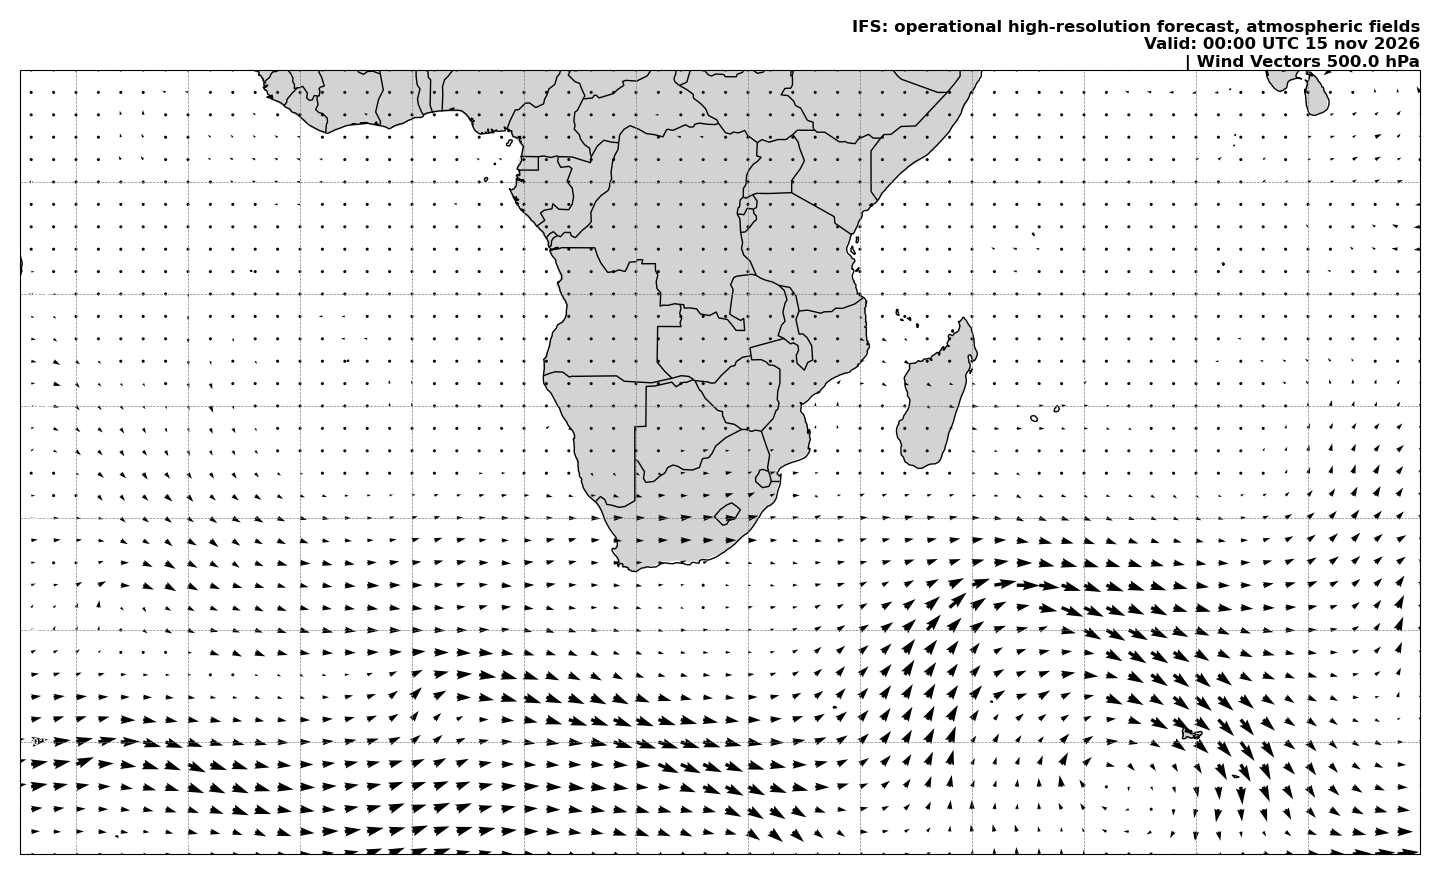 IFS: operational high-resolution forecast, atmospheric fields
Valid: 00:00 UTC 15 nov 2026
| Wind Vectors 500.0 hPa